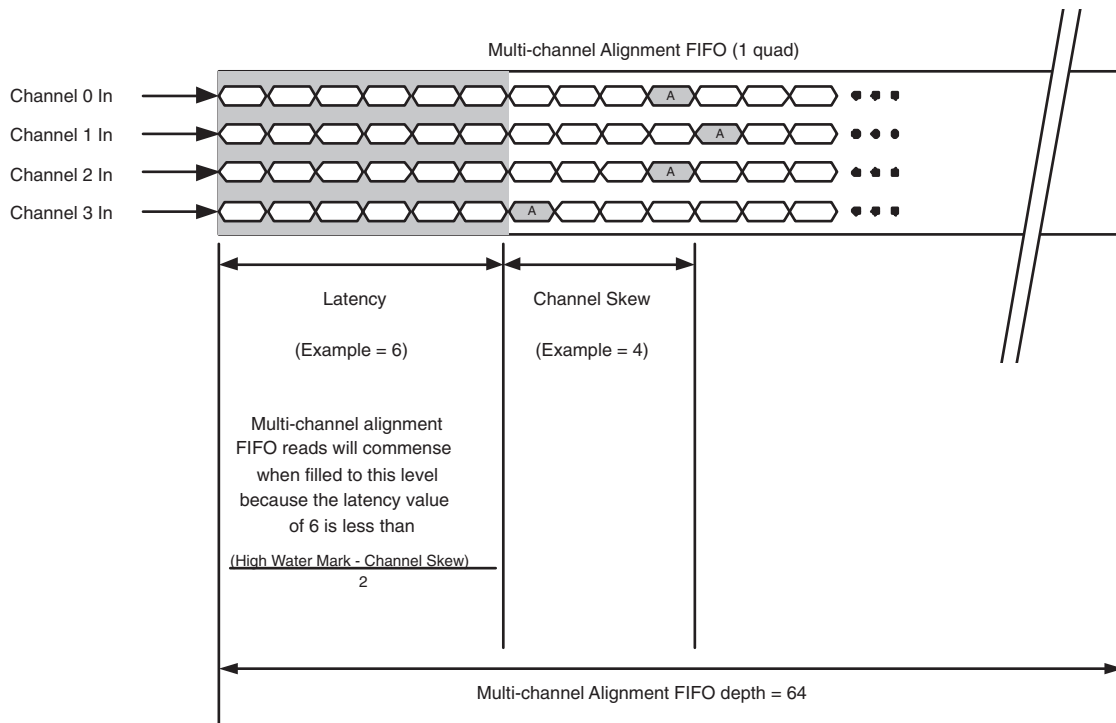 Multi-channel Alignment FIFO (1 quad)
Channel 0 In
A
Channel 1 In
A
Channel 2 In
A
Channel 3 In
A
Latency
Channel Skew
(Example = 6)
(Example = 4)
Multi-channel alignment
FIFO reads will commense
when filled to this level
because the latency value
of 6 is less than
(High Water Mark - Channel Skew)
2
Multi-channel Alignment FIFO depth = 64